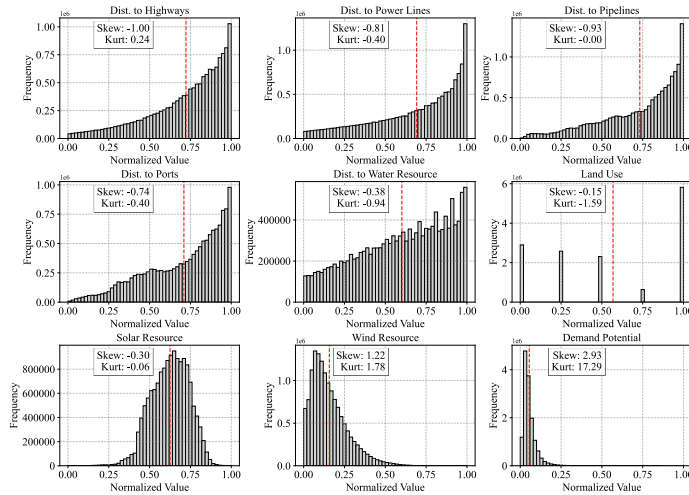 Dist. to Highways
1e6
Skew: -1.00
Kurt: 0.24
Frequency
1.00
0.75
0.50
0.25
0.00
0.00 0.25 0.50 0.75 1.00
Normalized Value
Dist. to Power Lines
1e6
Skew: -0.81
Kurt: -0.40
Frequency
1.0
0.5
0.0
0.00 0.25 0.50 0.75 1.00
Normalized Value
Dist. to Pipelines
1e6
Skew: -0.93
Kurt: -0.00
Frequency
1.0
0.5
0.0
0.00 0.25 0.50 0.75 1.00
Normalized Value
Dist. to Ports
1e6
Skew: -0.74
Kurt: -0.40
Frequency
1.00
0.75
0.50
0.25
0.00
0.00 0.25 0.50 0.75 1.00
Normalized Value
Dist. to Water Resource
Skew: -0.38
Kurt: -0.94
Frequency
400000
200000
0
0.00 0.25 0.50 0.75 1.00
Normalized Value
Land Use
1e6
Skew: -0.15
Kurt: -1.59
Frequency
6
4
2
0
0.00 0.25 0.50 0.75 1.00
Normalized Value
Solar Resource
Skew: -0.30
Kurt: -0.06
Frequency
800000
600000
400000
200000
0
0.00 0.25 0.50 0.75 1.00
Normalized Value
Wind Resource
1e6
Skew: 1.22
Kurt: 1.78
Frequency
1.0
0.5
0.0
0.00 0.25 0.50 0.75 1.00
Normalized Value
Demand Potential
1e6
Skew: 2.93
Kurt: 17.29
Frequency
4
2
0
0.00 0.25 0.50 0.75 1.00
Normalized Value